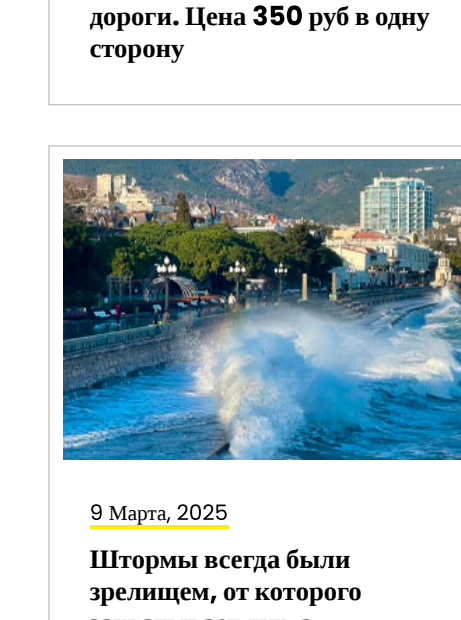 дороги. Цена 350 руб в одну
сторону
9 Марта, 2025
Штормы всегда были
зрелищем, от которого